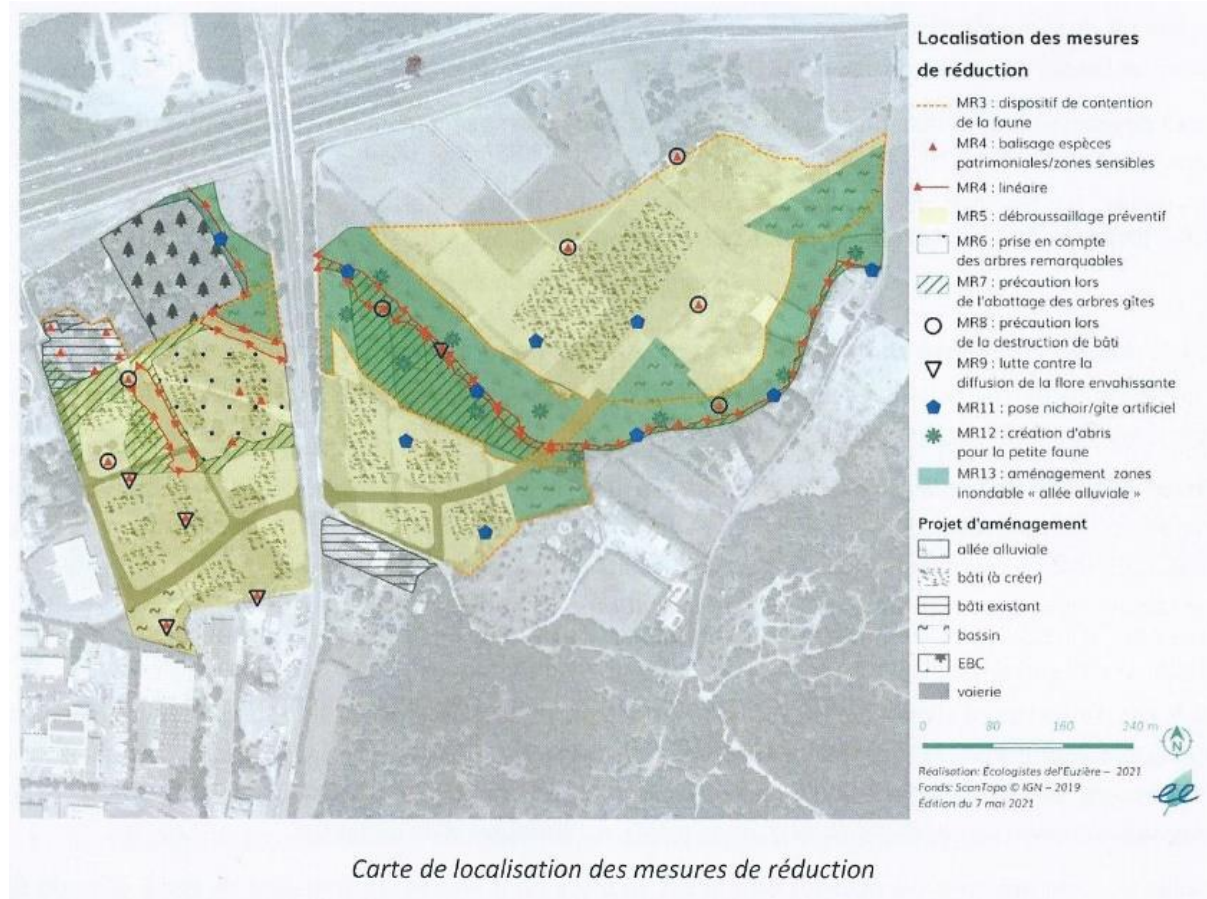 Localisation des mesures
de réduction
MR3 : dispositif de contention
de la faune
MR4 : balisage espèces
patrimoniales/zones sensibles
MR4 : linéaire
MR5 : débroussaillage préventif
MR6 : prise en compte
des arbres remarquables
MR7 : précaution lors
de l'abattage des arbres gîtes
MR8 : précaution lors
de la destruction de bâti
MR9 : lutte contre la
diffusion de la flore envahissante
MR11 : pose nichoir/gîte artificiel
MR12 : création d'abris
pour la petite faune
MR13 : aménagement zones
inondable « allée alluviale »
Projet d'aménagement
allée alluviale
bâti (à créer)
bâti existant
bassin
EBC
voierie
0 80 160 240 m
N
Réalisation: Écologistes del'Euzière – 2021
Fonds: ScanTopo © IGN – 2019
Édition du 7 mai 2021
ee
Carte de localisation des mesures de réduction